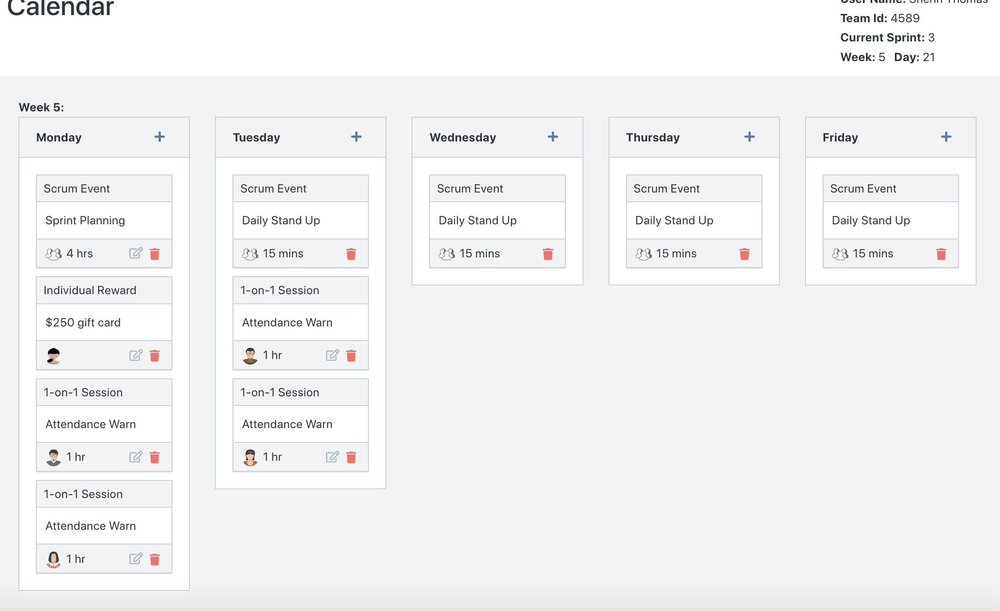 Calendar
User Name: Sherin Thomas
Team Id: 4589
Current Sprint: 3
Week: 5 Day: 21
Week 5:
Monday
Scrum Event
Sprint Planning
4 hrs
Individual Reward
$250 gift card
1-on-1 Session
Attendance Warn
1 hr
1-on-1 Session
Attendance Warn
1 hr
Tuesday
Scrum Event
Daily Stand Up
15 mins
1-on-1 Session
Attendance Warn
1 hr
1-on-1 Session
Attendance Warn
1 hr
Wednesday
Scrum Event
Daily Stand Up
15 mins
Thursday
Scrum Event
Daily Stand Up
15 mins
Friday
Scrum Event
Daily Stand Up
15 mins